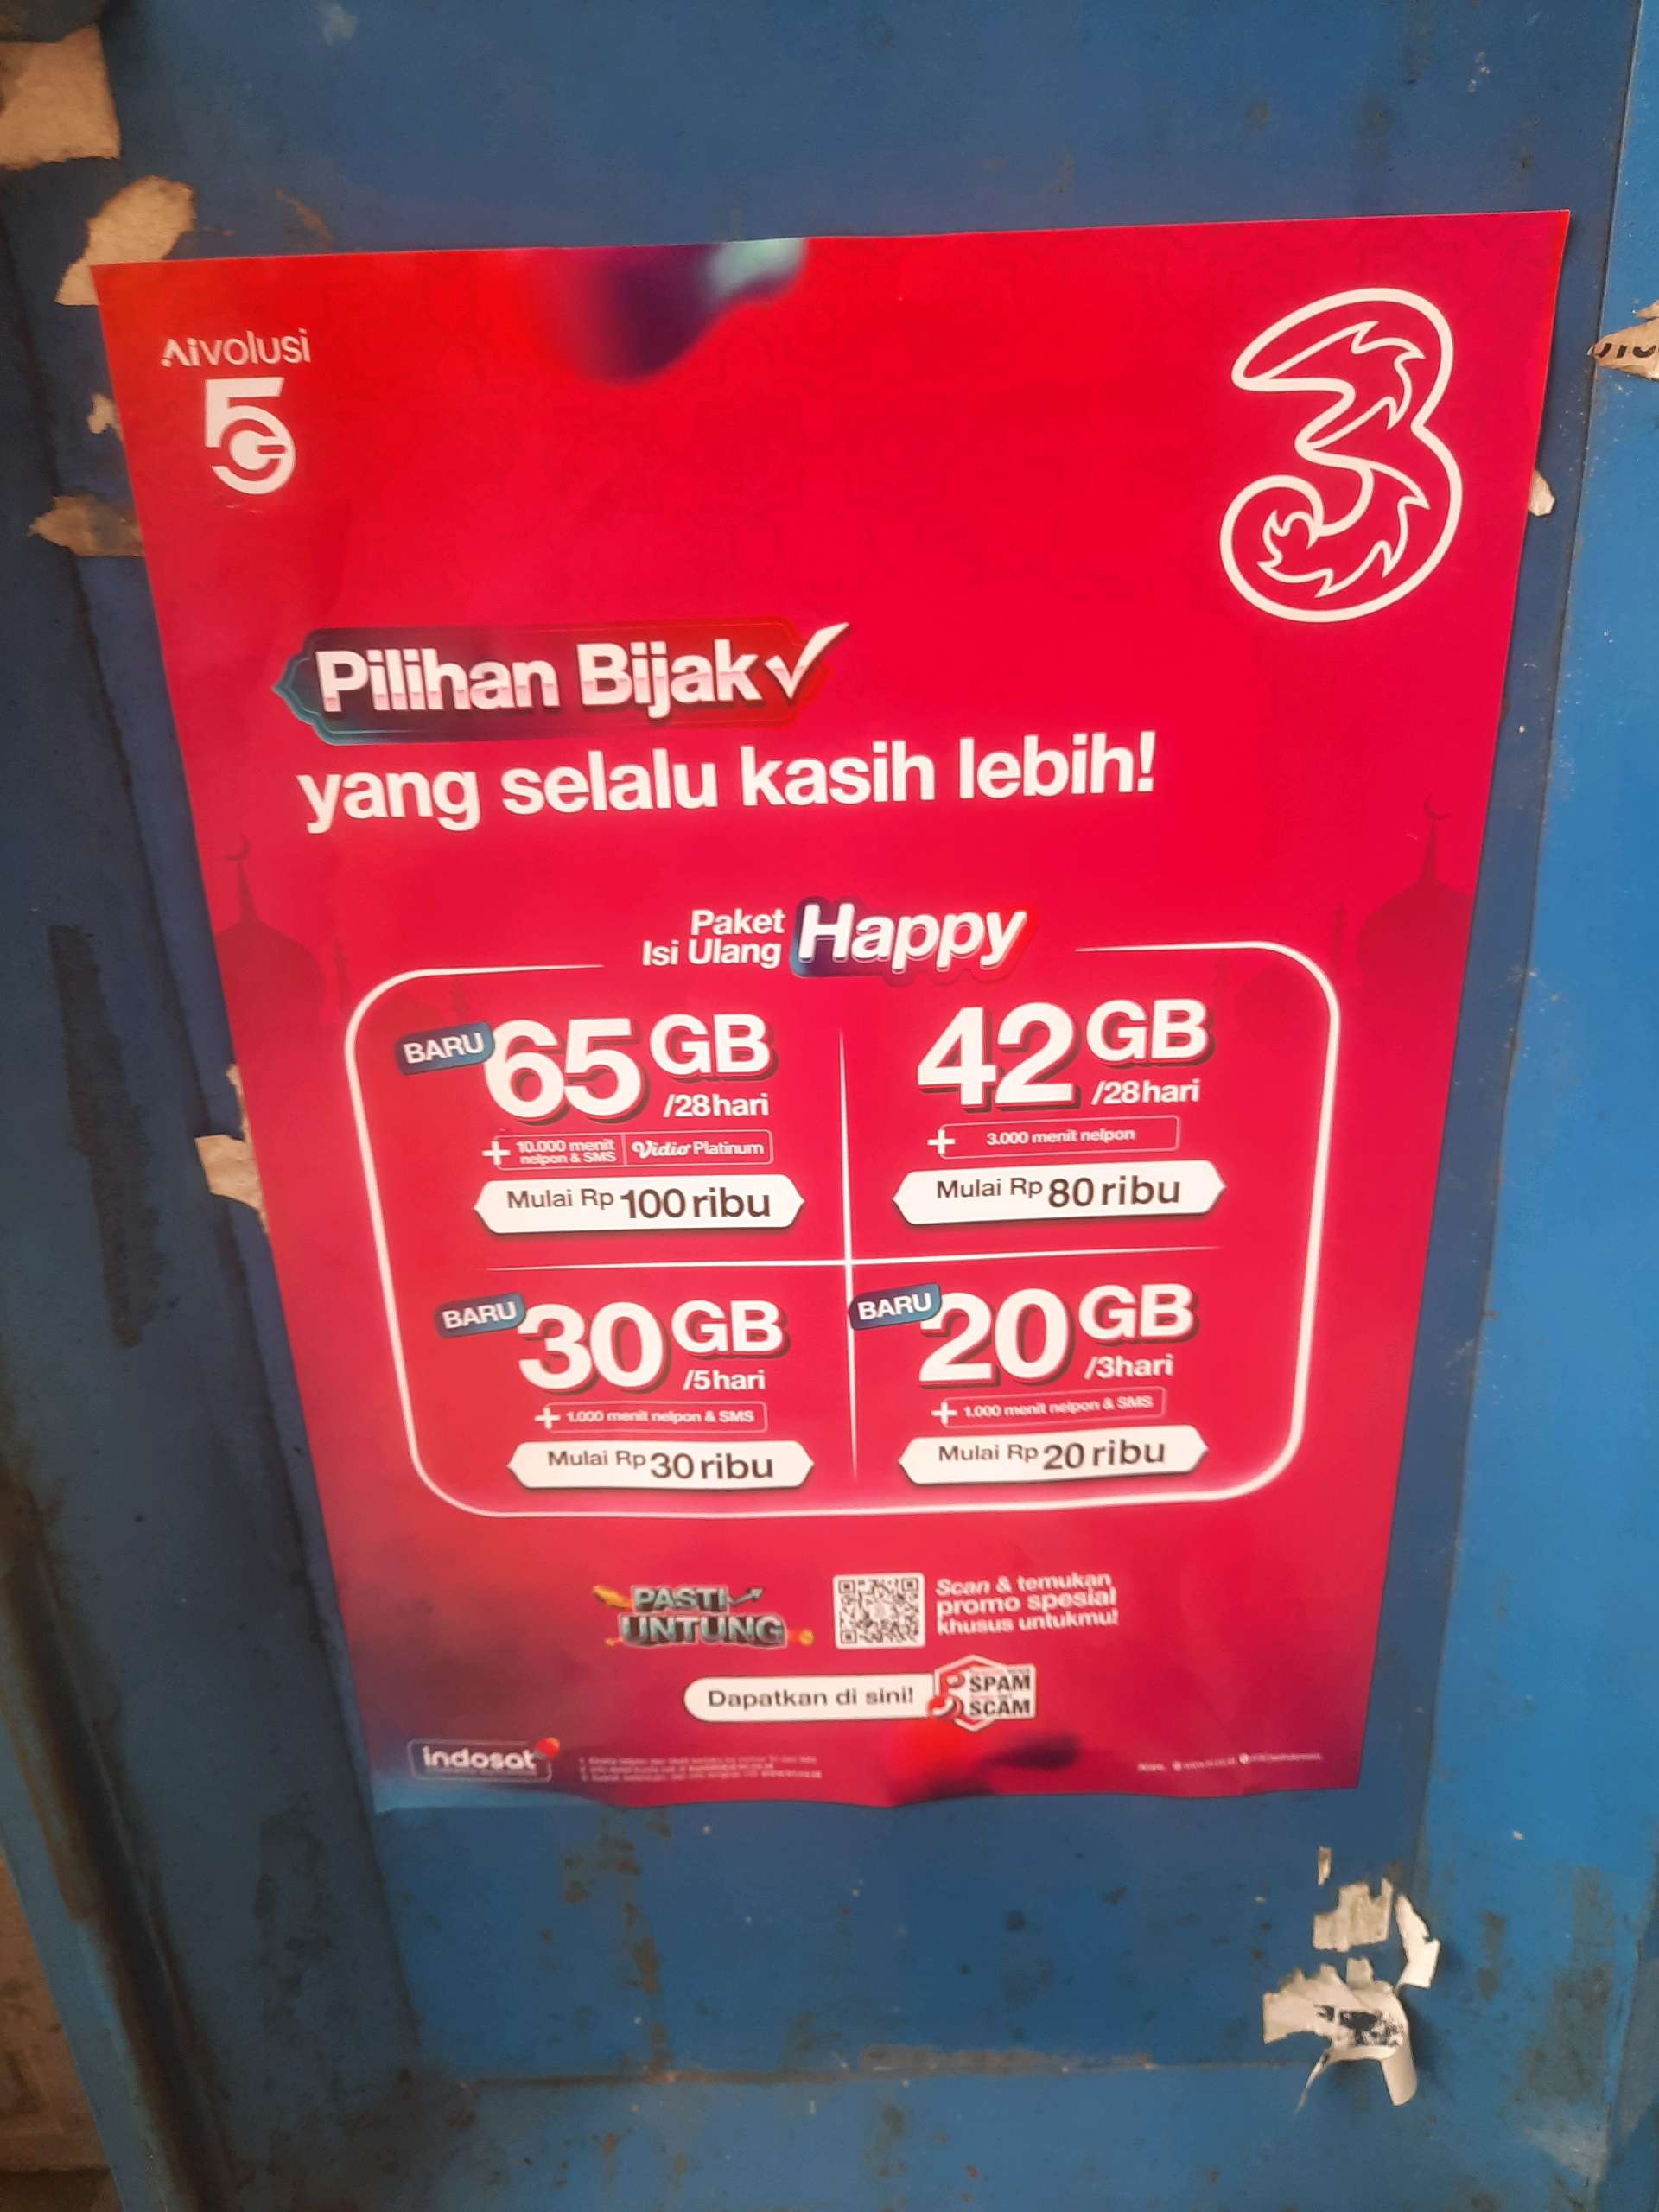 Aivolusi
5G
3
Pilihan Bijak
yang selalu kasih lebih!
Paket
Isi Ulang Happy
BARU 65 GB
/28hari
+ 10.000 menit
nelpon & SMS Vidio Platinum
Mulai Rp 100 ribu
42 GB
/28hari
+ 3.000 menit nelpon
Mulai Rp 80 ribu
BARU 30 GB
/5hari
+ 1.000 menit nelpon & SMS
Mulai Rp 30 ribu
BARU 20 GB
/3hari
+ 1.000 menit nelpon & SMS
Mulai Rp 20 ribu
PASTI
UNTUNG
Scan & temukan
promo spesial
khusus untukmu!
Dapatkan di sini!
SPAM
SCAM
indosat